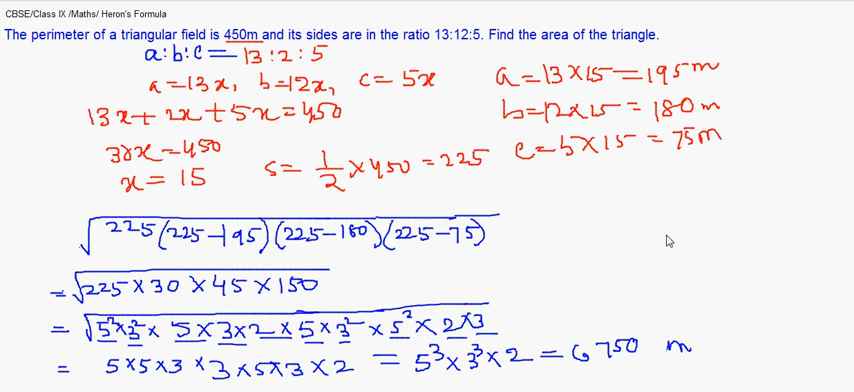 CBSE/Class IX /Maths/ Heron's Formula
The perimeter of a triangular field is 450m and its sides are in the ratio 13:12:5. Find the area of the triangle.
a:b:c = 13:2:5
a=13x, b=12x, c=5x
13x+2x+5x=450
30x=450
x=15
s=1/2×450=225
a=13×15=195m
b=12×15=180m
c=5×15=75m
√225(225-195)(225-180)(225-75)
=√225×30×45×150
=√5²×3²×5×3×2×5×3²×5²×2×3
= 5×5×3×3×5×3×2 = 5³×3³×2=6750 m